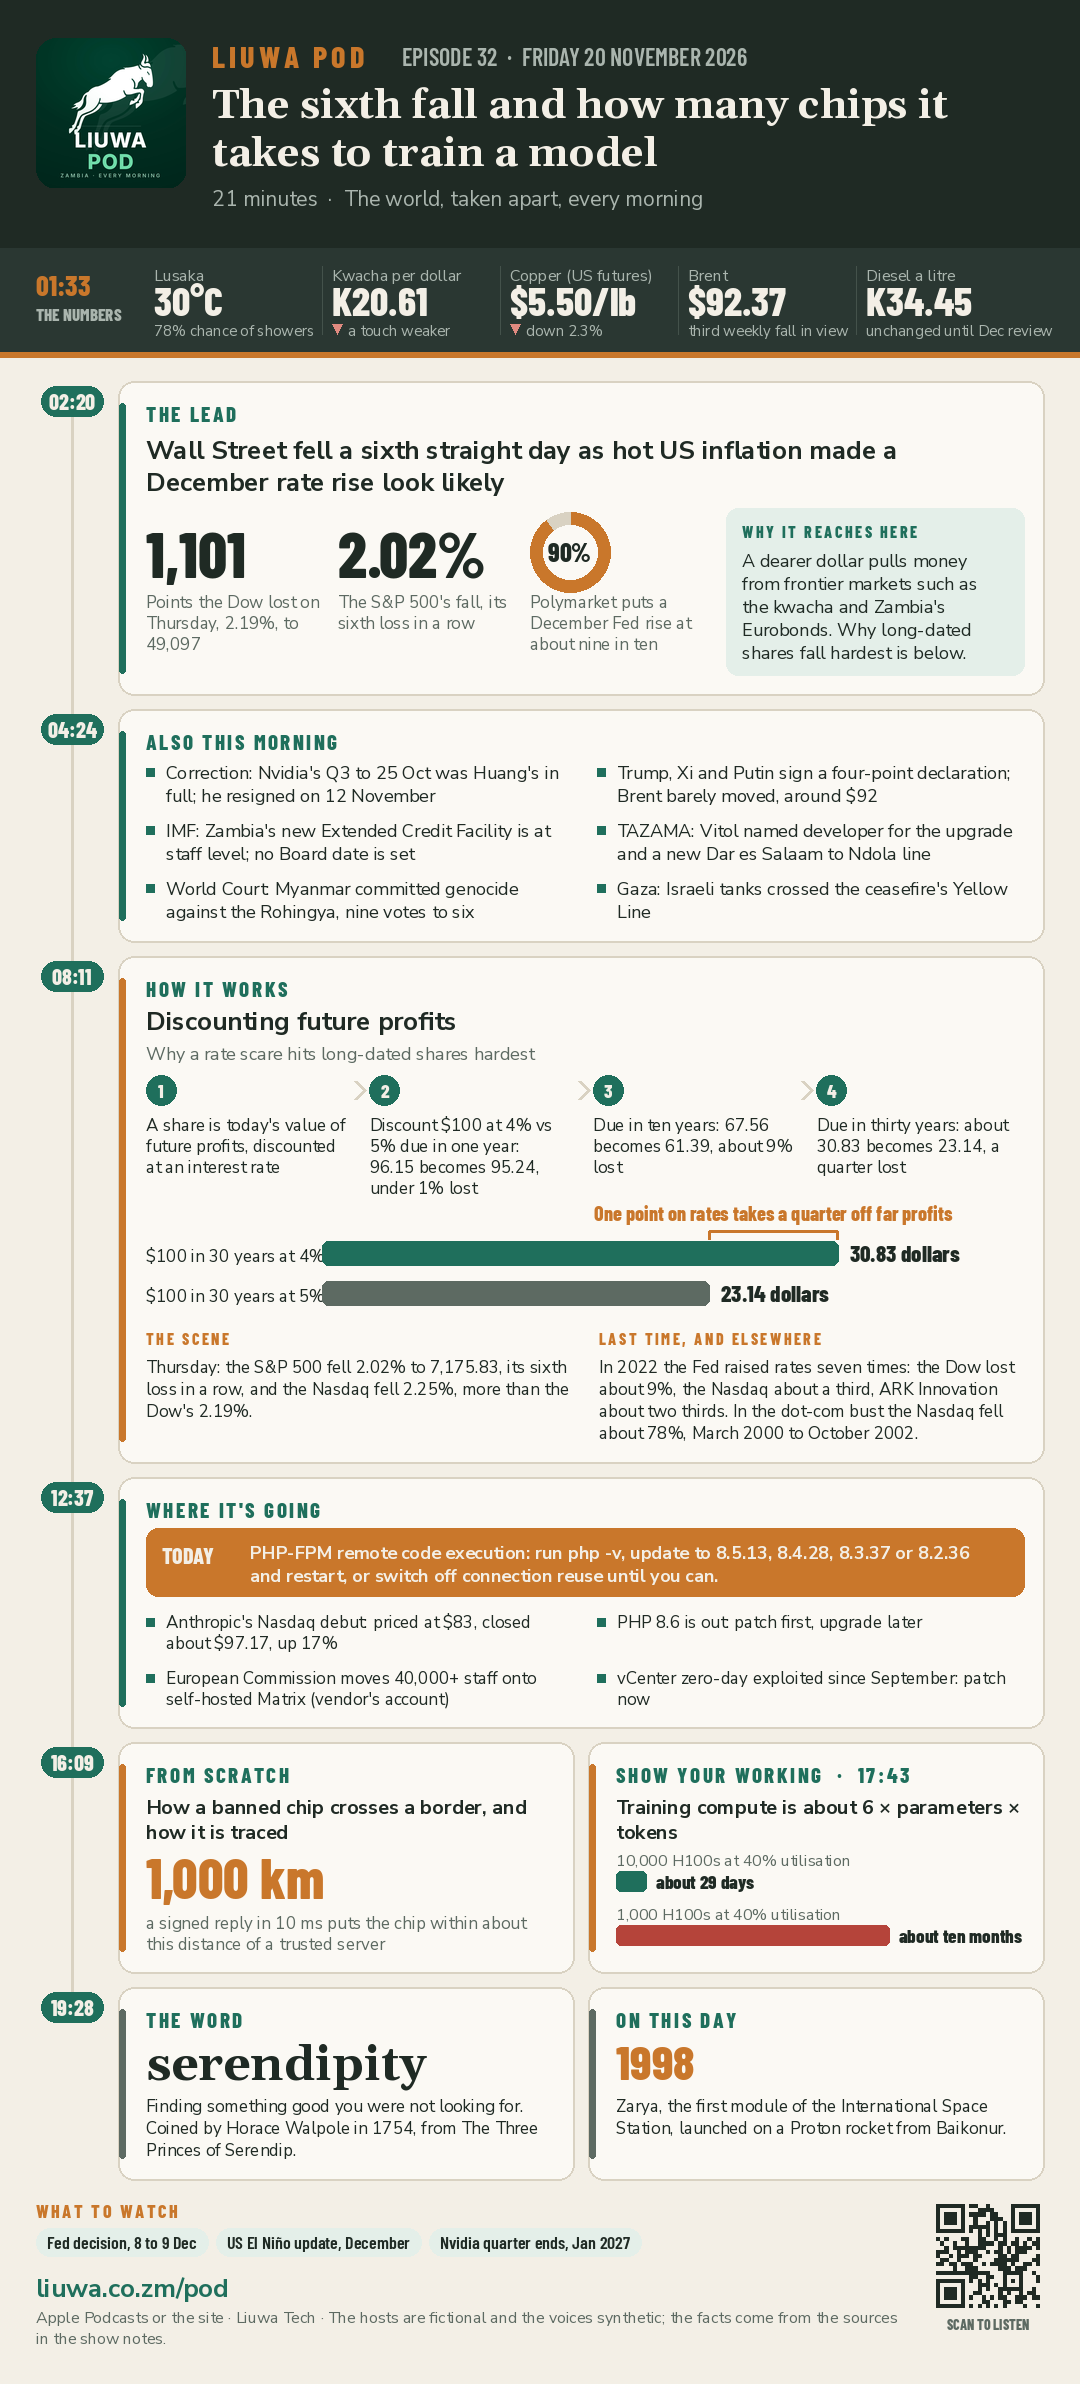 LIUWA
POD
ZAMBIA · EVERY MORNING
LIUWA POD EPISODE 32 · FRIDAY 20 NOVEMBER 2026
The sixth fall and how many chips it
takes to train a model
21 minutes · The world, taken apart, every morning
01:33
THE NUMBERS
Lusaka
30°C
78% chance of showers
Kwacha per dollar
K20.61
a touch weaker
Copper (US futures)
$5.50/lb
down 2.3%
Brent
$92.37
third weekly fall in view
Diesel a litre
K34.45
unchanged until Dec review
02:20
THE LEAD
Wall Street fell a sixth straight day as hot US inflation made a
December rate rise look likely
1,101
Points the Dow lost on
Thursday, 2.19%, to
49,097
2.02%
The S&P 500's fall, its
sixth loss in a row
90%
Polymarket puts a
December Fed rise at
about nine in ten
WHY IT REACHES HERE
A dearer dollar pulls money
from frontier markets such as
the kwacha and Zambia's
Eurobonds. Why long-dated
shares fall hardest is below.
04:24
ALSO THIS MORNING
Correction: Nvidia's Q3 to 25 Oct was Huang's in
full; he resigned on 12 November
IMF: Zambia's new Extended Credit Facility is at
staff level; no Board date is set
World Court: Myanmar committed genocide
against the Rohingya, nine votes to six
Trump, Xi and Putin sign a four-point declaration;
Brent barely moved, around $92
TAZAMA: Vitol named developer for the upgrade
and a new Dar es Salaam to Ndola line
Gaza: Israeli tanks crossed the ceasefire's Yellow
Line
08:11
HOW IT WORKS
Discounting future profits
Why a rate scare hits long-dated shares hardest
1
A share is today's value of
future profits, discounted
at an interest rate
2
Discount $100 at 4% vs
5% due in one year:
96.15 becomes 95.24,
under 1% lost
3
Due in ten years: 67.56
becomes 61.39, about 9%
lost
4
Due in thirty years: about
30.83 becomes 23.14, a
quarter lost
One point on rates takes a quarter off far profits
$100 in 30 years at 4%
30.83 dollars
$100 in 30 years at 5%
23.14 dollars
THE SCENE
Thursday: the S&P 500 fell 2.02% to 7,175.83, its sixth
loss in a row, and the Nasdaq fell 2.25%, more than the
Dow's 2.19%.
LAST TIME, AND ELSEWHERE
In 2022 the Fed raised rates seven times: the Dow lost
about 9%, the Nasdaq about a third, ARK Innovation
about two thirds. In the dot-com bust the Nasdaq fell
about 78%, March 2000 to October 2002.
12:37
WHERE IT'S GOING
TODAY
PHP-FPM remote code execution: run php -v, update to 8.5.13, 8.4.28, 8.3.37 or 8.2.36
and restart, or switch off connection reuse until you can.
Anthropic's Nasdaq debut: priced at $83, closed
about $97.17, up 17%
European Commission moves 40,000+ staff onto
self-hosted Matrix (vendor's account)
PHP 8.6 is out: patch first, upgrade later
vCenter zero-day exploited since September: patch
now
16:09
FROM SCRATCH
How a banned chip crosses a border, and
how it is traced
1,000 km
a signed reply in 10 ms puts the chip within about
this distance of a trusted server
SHOW YOUR WORKING · 17:43
Training compute is about 6 × parameters ×
tokens
10,000 H100s at 40% utilisation
about 29 days
1,000 H100s at 40% utilisation
about ten months
19:28
THE WORD
serendipity
Finding something good you were not looking for.
Coined by Horace Walpole in 1754, from The Three
Princes of Serendip.
ON THIS DAY
1998
Zarya, the first module of the International Space
Station, launched on a Proton rocket from Baikonur.
WHAT TO WATCH
Fed decision, 8 to 9 Dec
US El Niño update, December
Nvidia quarter ends, Jan 2027
liuwa.co.zm/pod
Apple Podcasts or the site · Liuwa Tech · The hosts are fictional and the voices synthetic; the facts come from the sources
in the show notes.
SCAN TO LISTEN